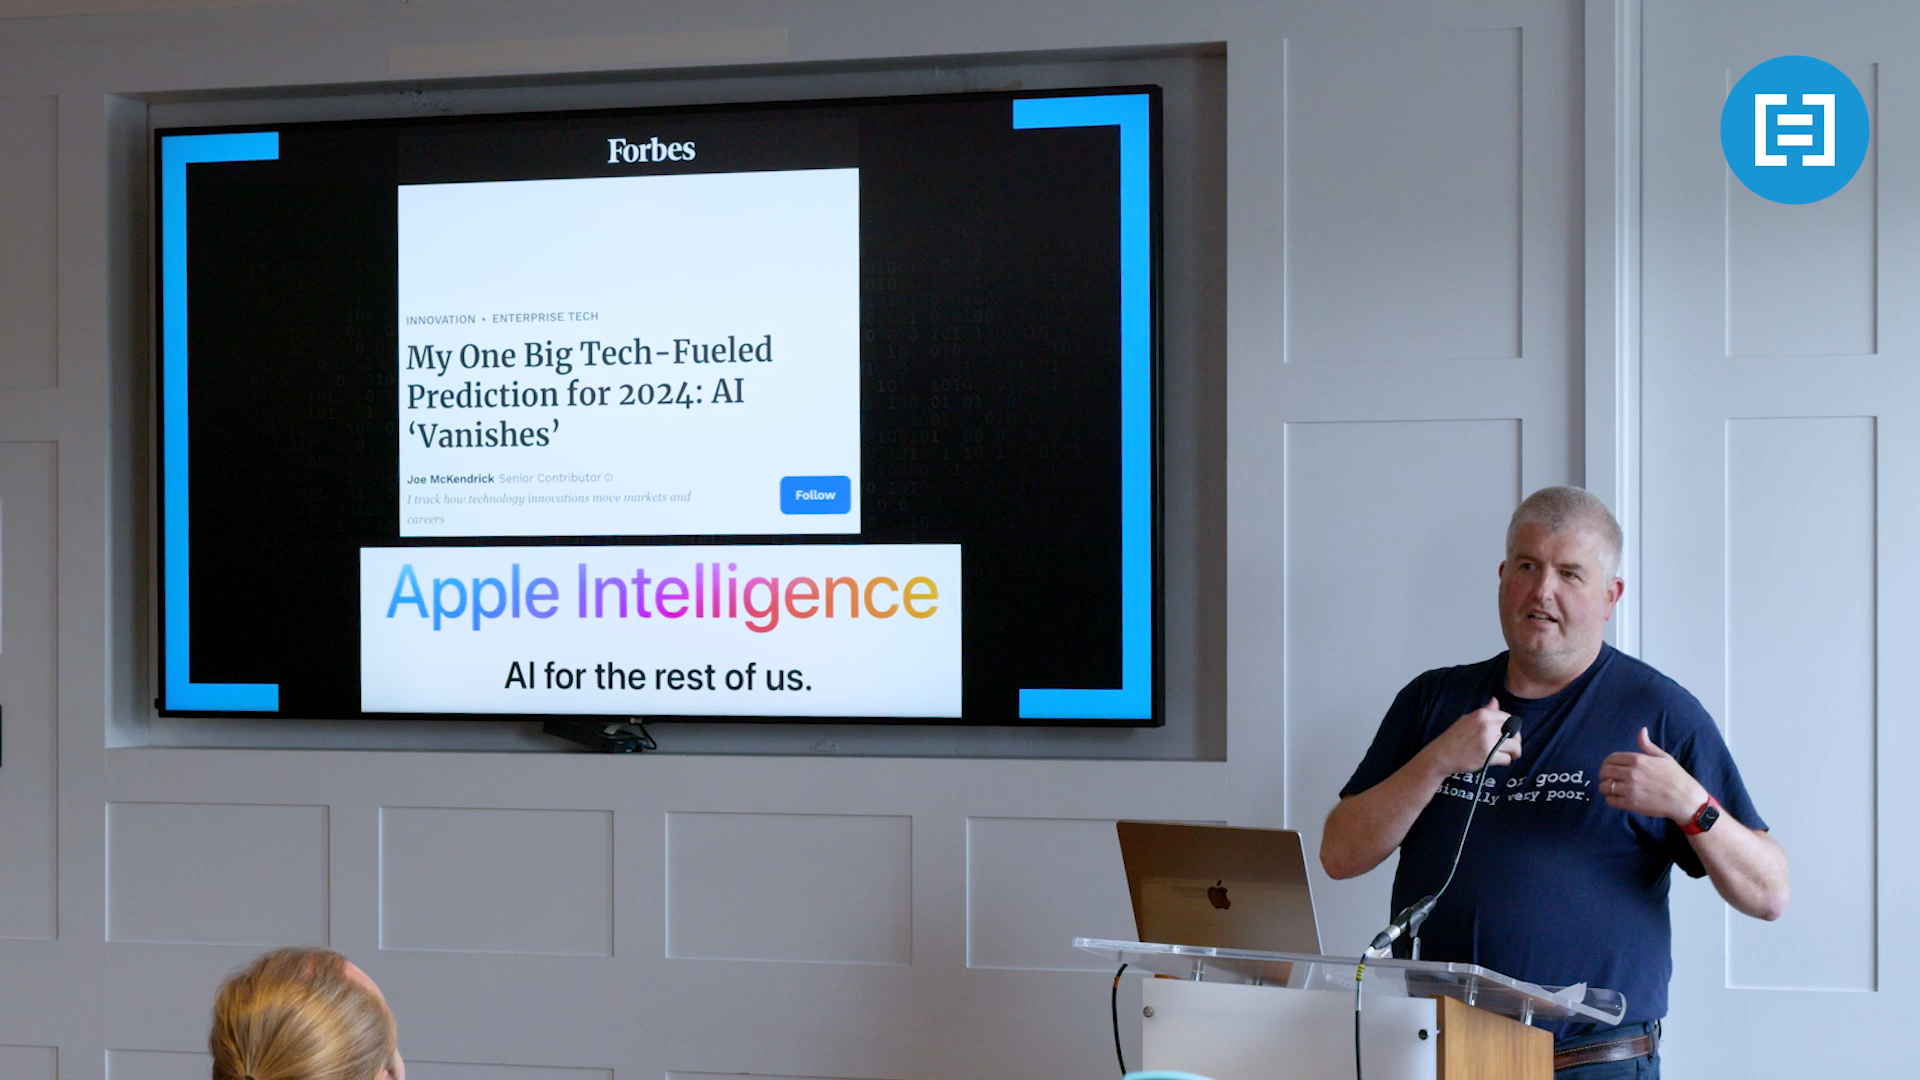 Forbes
INNOVATION • ENTERPRISE TECH
My One Big Tech-Fueled
Prediction for 2024: AI
‘Vanishes’
Joe McKendrick Senior Contributor
I track how technology innovations move markets and
careers
Follow
Apple Intelligence
AI for the rest of us.
or good,
very poor.